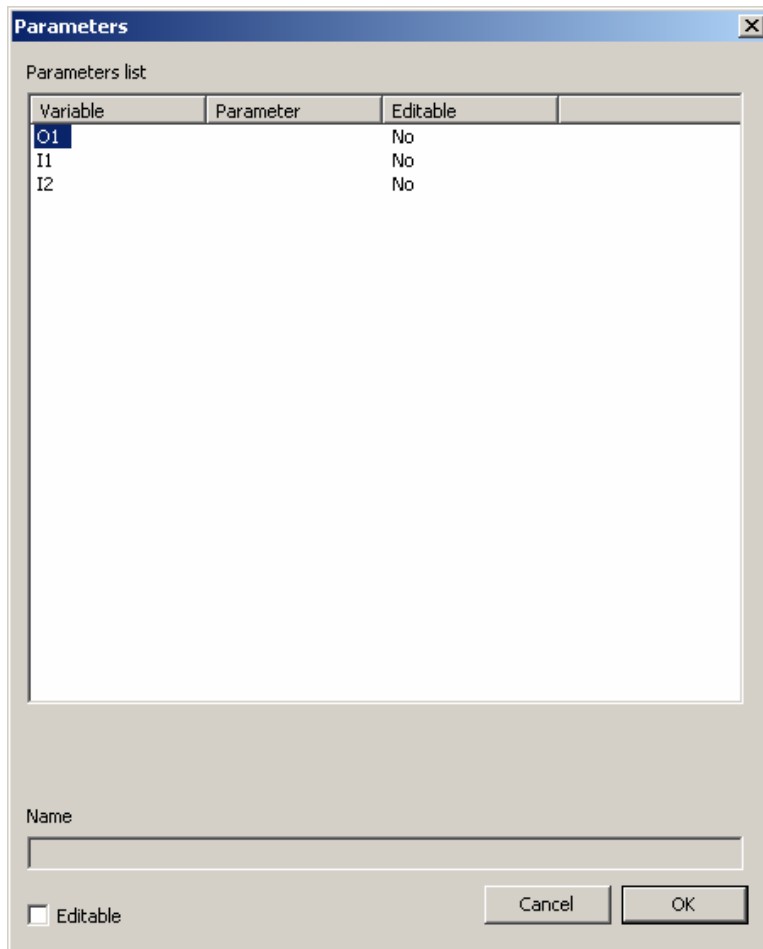 Parameters
Parameters list
Variable Parameter Editable
O1 No
I1 No
I2 No
Name
Editable
Cancel OK